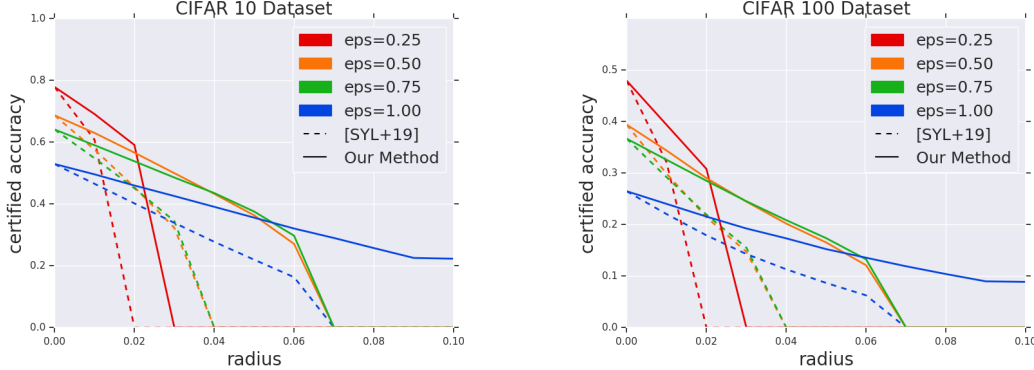 CIFAR 10 Dataset
1.0
0.8
0.6
0.4
0.2
0.0
certified accuracy
eps=0.25
eps=0.50
eps=0.75
eps=1.00
[SYL+19]
Our Method
0.00 0.02 0.04 0.06 0.08 0.10
radius
CIFAR 100 Dataset
0.5
0.4
0.3
0.2
0.1
0.0
certified accuracy
eps=0.25
eps=0.50
eps=0.75
eps=1.00
[SYL+19]
Our Method
0.00 0.02 0.04 0.06 0.08 0.10
radius